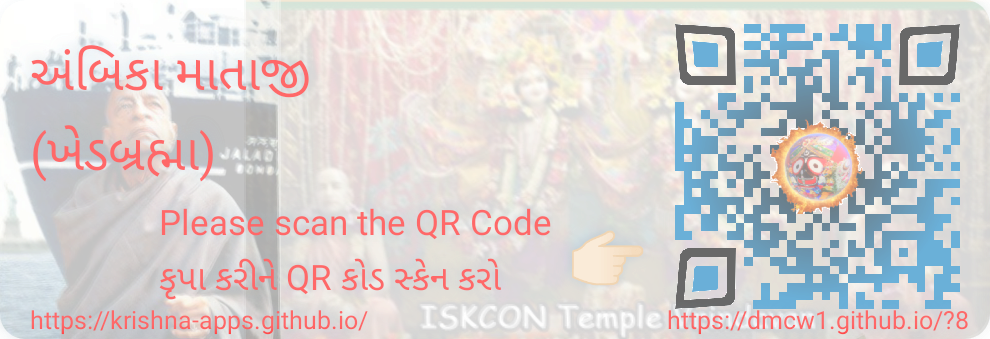 અંબિકા માતાજી
(ખેડબ્રહ્મા)
JALAD
Please scan the QR Code
કૃપા કરીને QR કોડ સ્કેન કરો
https://krishna-apps.github.io/
ISKCON Temple
https://dmcw1.github.io/?8